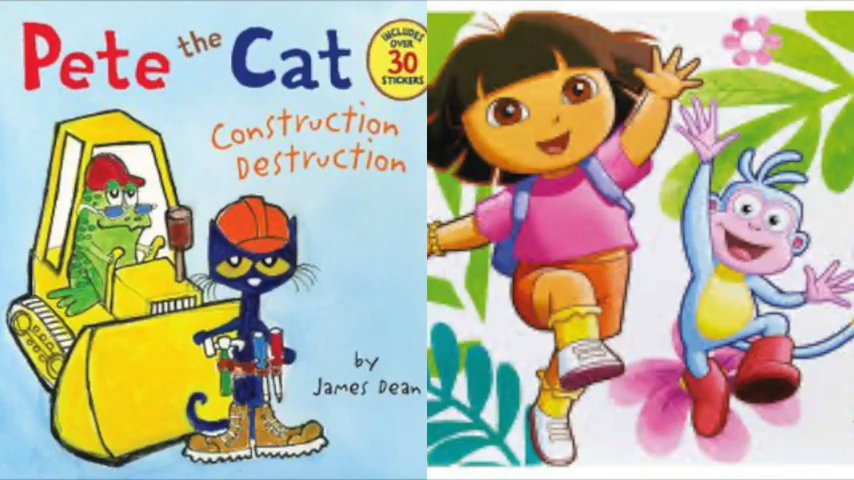 Pete the Cat
INCLUDES
OVER
30
STICKERS
Construction
Destruction
by
James Dean